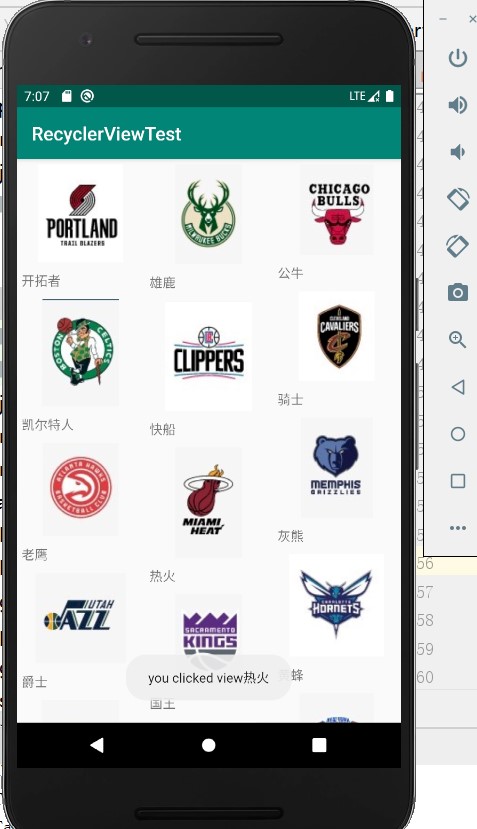 7:07
LTE
RecyclerViewTest
PORTLAND
TRAIL BLAZERS
开拓者
MILWAUKEE BUCKS
雄鹿
CHICAGO
BULLS
公牛
BOSTON CELTICS
凯尔特人
CLIPPERS
快船
CLEVELAND
CAVALIERS
骑士
ATLANTA HAWKS
BASKETBALL CLUB
老鹰
MIAMI
HEAT
热火
MEMPHIS
GRIZZLIES
灰熊
UTAH
JAZZ
爵士
SACRAMENTO
KINGS
国王
CHARLOTTE
HORNETS
蜂
you clicked view热火
56
57
58
59
60